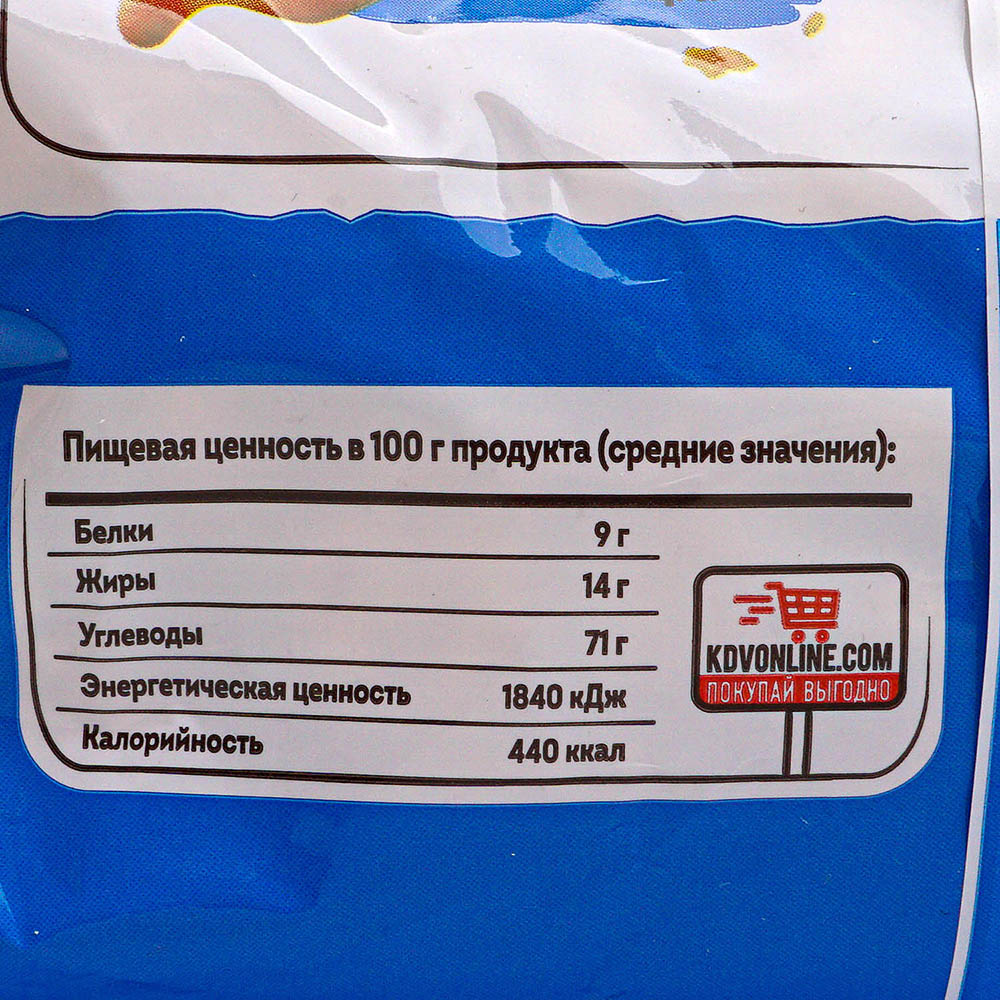 Пищевая ценность в 100 г продукта (средние значения):
Белки 9 г
Жиры 14 г
Углеводы 71 г
Энергетическая ценность 1840 кДж
Калорийность 440 ккал
KDVONLINE.COM
ПОКУПАЙ ВЫГОДНО